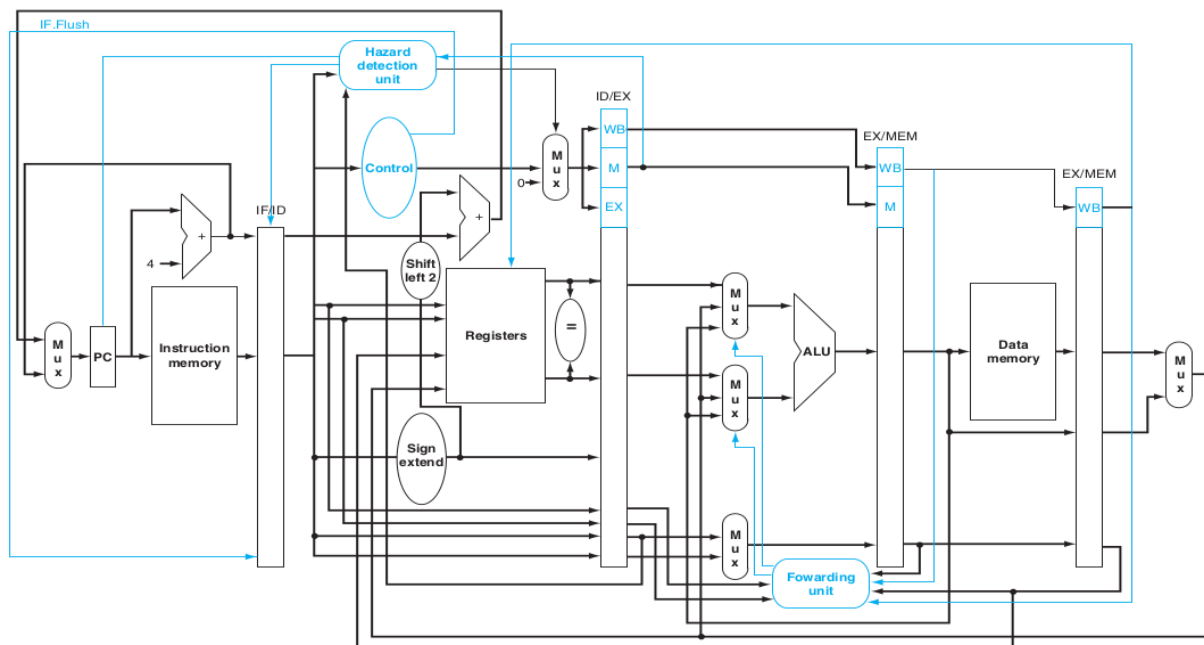 IF.Flush
Hazard
detection
unit
ID/EX
WB
EX/MEM
Control
M
u
x
M
WB
EX/MEM
0
EX
M
WB
IF/ID
+
+
4
Shift
left 2
M
u
x
PC
Instruction
memory
Registers
=
M
u
x
M
u
x
ALU
Data
memory
M
u
x
Sign
extend
M
u
x
Fowarding
unit